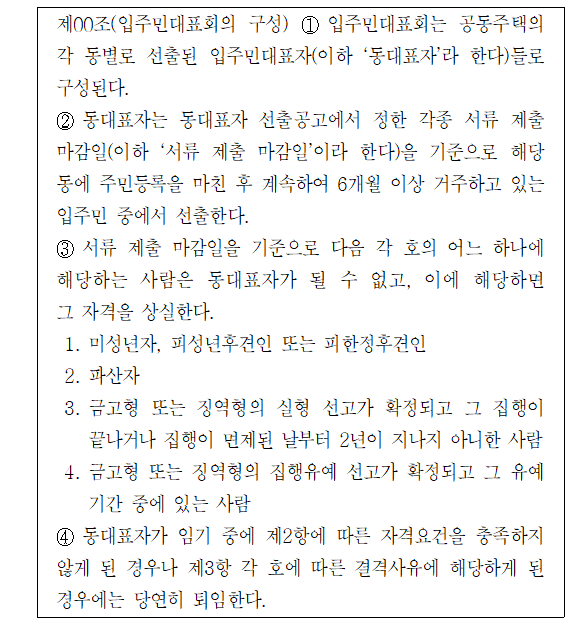 제00조(입주민대표회의 구성) ① 입주민대표회는 공동주택의
각 동별로 선출된 입주민대표자(이하 ‘동대표자’라 한다)들로
구성된다.
② 동대표자는 동대표자 선출공고에서 정한 각종 서류 제출
마감일(이하 ‘서류 제출 마감일’이라 한다)을 기준으로 해당
동에 주민등록을 마친 후 계속하여 6개월 이상 거주하고 있는
입주민 중에서 선출한다.
③ 서류 제출 마감일을 기준으로 다음 각 호의 어느 하나에
해당하는 사람은 동대표자가 될 수 없고, 이에 해당하면
그 자격을 상실한다.
1. 미성년자, 피성년후견인 또는 피한정후견인
2. 파산자
3. 금고형 또는 징역형의 실형 선고가 확정되고 그 집행이
끝나거나 집행이 면제된 날부터 2년이 지나지 아니한 사람
4. 금고형 또는 징역형의 집행유예 선고가 확정되고 그 유예
기간 중에 있는 사람
④ 동대표자가 임기 중에 제2항에 따른 자격요건을 충족하지
않게 된 경우나 제3항 각 호에 따른 결격사유에 해당하게 된
경우에는 당연히 퇴임한다.